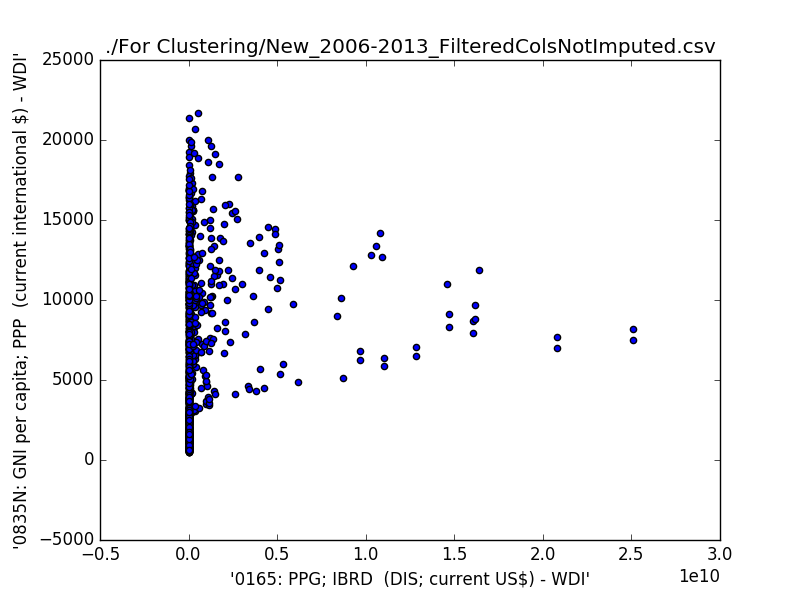 ./For Clustering/New_2006-2013_FilteredColsNotImputed.csv
25000
20000
15000
10000
5000
0
−5000
'0835N: GNI per capita; PPP  (current international $) - WDI'
−0.5 0.0 0.5 1.0 1.5 2.0 2.5 3.0
1e10
'0165: PPG; IBRD  (DIS; current US$) - WDI'